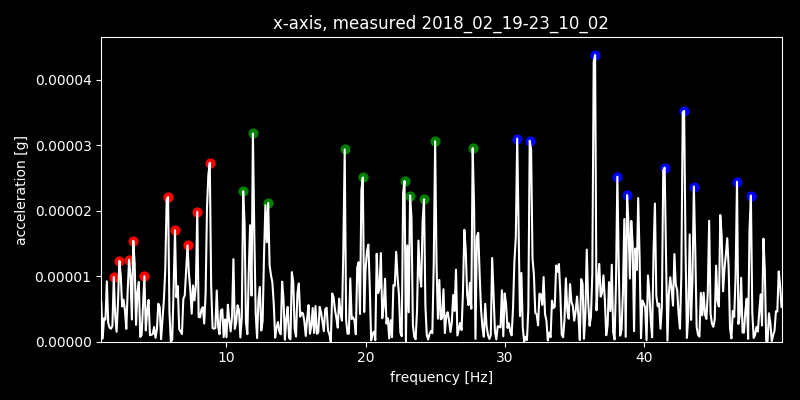 x-axis, measured 2018_02_19-23_10_02
acceleration [g]
0.00004
0.00003
0.00002
0.00001
0.00000
10 20 30 40
frequency [Hz]